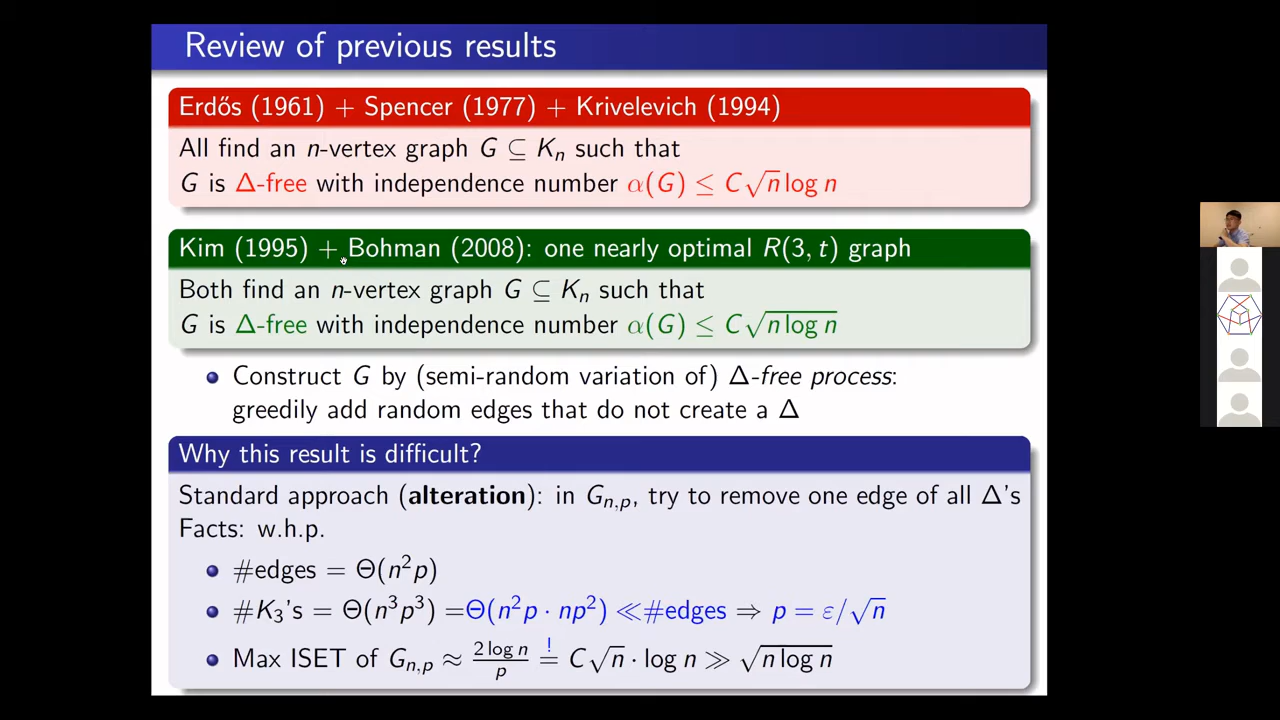 Review of previous results
Erdős (1961) + Spencer (1977) + Krivelevich (1994)
All find an n-vertex graph G ⊆ Kₙ such that
G is Δ-free with independence number α(G) ≤ C√n log n
Kim (1995) + Bohman (2008): one nearly optimal R(3, t) graph
Both find an n-vertex graph G ⊆ Kₙ such that
G is Δ-free with independence number α(G) ≤ C√(n log n)
Construct G by (semi-random variation of) Δ-free process:
greedily add random edges that do not create a Δ
Why this result is difficult?
Standard approach (alteration): in G_{n,p}, try to remove one edge of all Δ's
Facts: w.h.p.
#edges = Θ(n²p)
#K₃'s = Θ(n³p³) =Θ(n²p · np²) ≪#edges ⇒ p = ε/√n
Max ISET of G_{n,p} ≈ (2 log n)/p =! C√n · log n ≫ √(n log n)